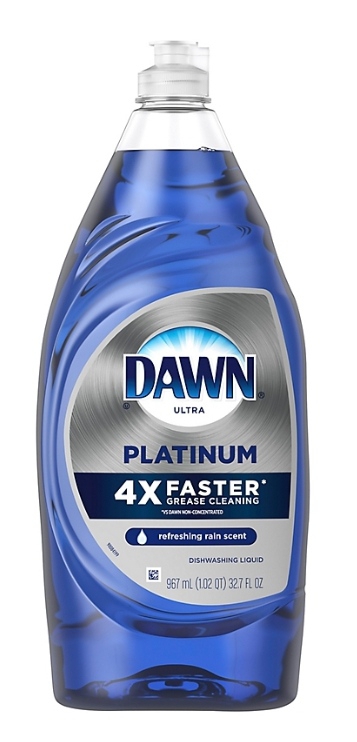 DAWN®
ULTRA
PLATINUM
4X FASTER*
GREASE CLEANING
*VS DAWN NON-CONCENTRATED
refreshing rain scent
DISHWASHING LIQUID
967 mL (1.02 QT) 32.7 FL OZ